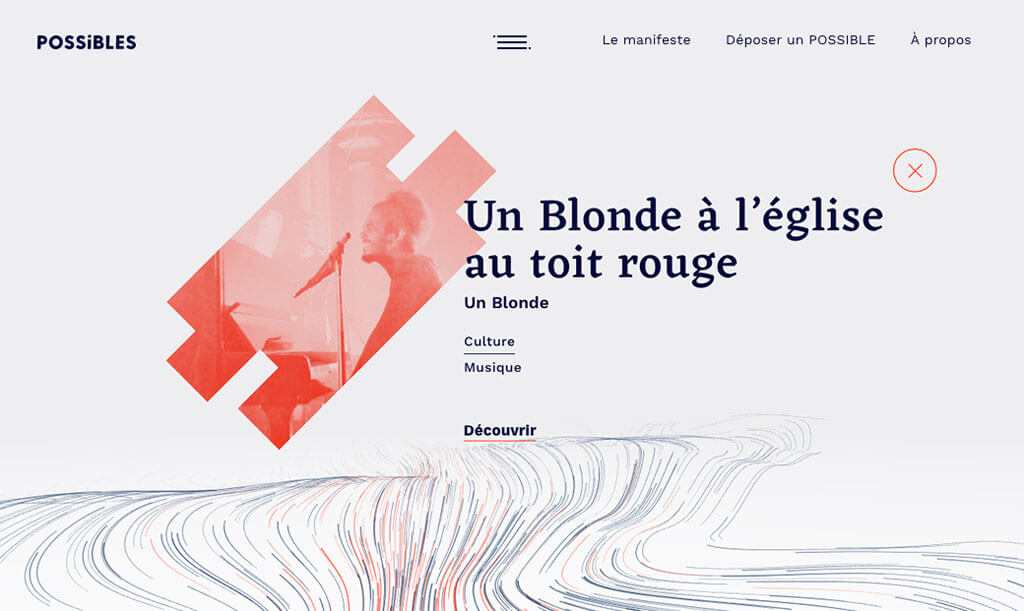 POSSiBLES
Le manifeste
Déposer un POSSIBLE
À propos
Un Blonde à l’église
au toit rouge
Un Blonde
Culture
Musique
Découvrir